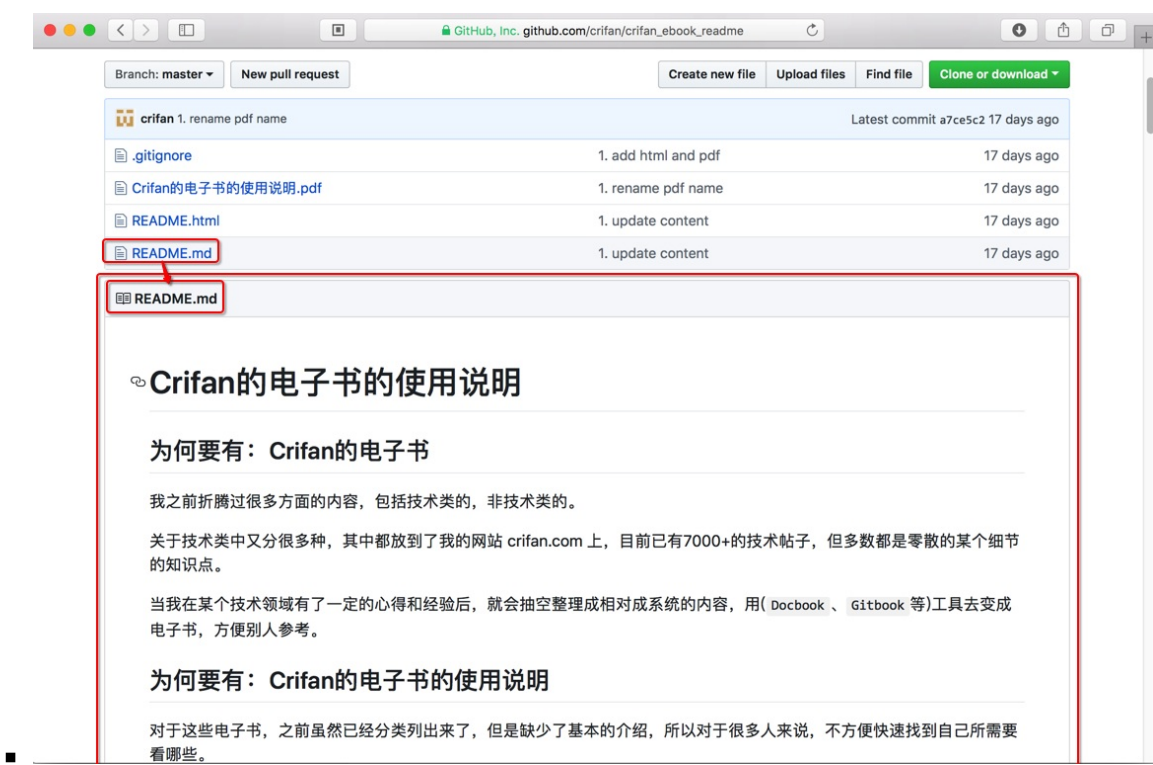 GitHub, Inc. github.com/crifan/crifan_ebook_readme
Branch: master New pull request Create new file Upload files Find file Clone or download
crifan 1. rename pdf name Latest commit a7ce5c2 17 days ago
.gitignore 1. add html and pdf 17 days ago
Crifan的电子书的使用说明.pdf 1. rename pdf name 17 days ago
README.html 1. update content 17 days ago
README.md 1. update content 17 days ago
README.md
Crifan的电子书的使用说明
为何要有：Crifan的电子书
我之前折腾过很多方面的内容，包括技术类的，非技术类的。
关于技术类中又分很多种，其中都放到了我的网站 crifan.com 上，目前已有7000+的技术帖子，但多数都是零散的某个细节
的知识点。
当我在某个技术领域有了一定的心得和经验后，就会抽空整理成相对成系统的内容，用( Docbook 、 Gitbook 等)工具去变成
电子书，方便别人参考。
为何要有：Crifan的电子书的使用说明
对于这些电子书，之前虽然已经分类列出来了，但是缺少了基本的介绍，所以对于很多人来说，不方便快速找到自己所需要
看哪些。